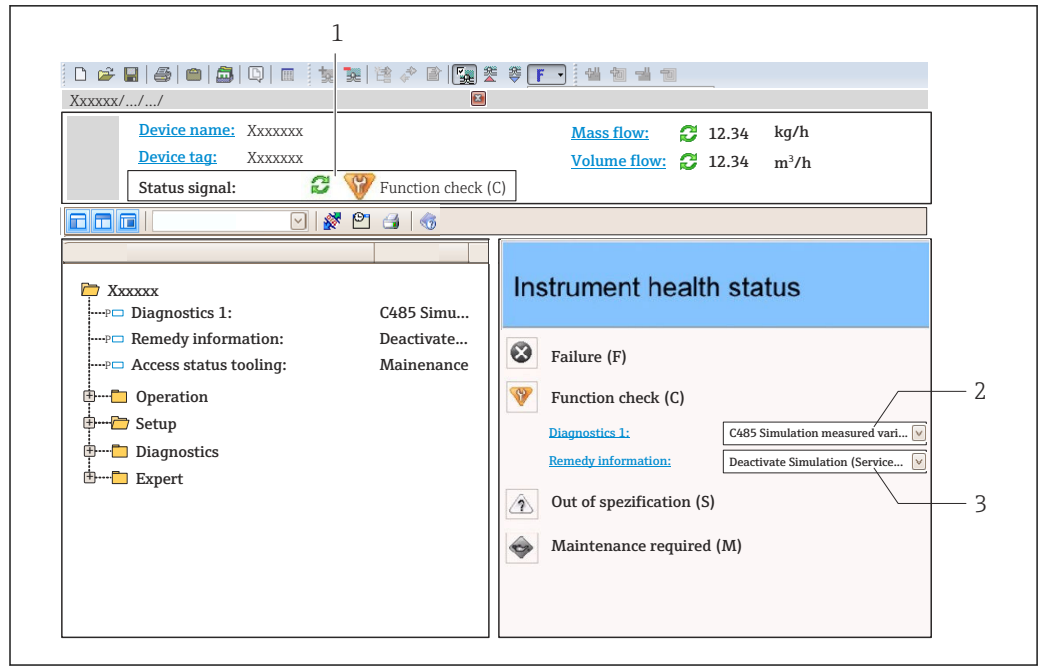 1
F
Xxxxxx/.../.../
Device name: Xxxxxxx
Mass flow: 12.34 kg/h
Device tag: Xxxxxxx
Volume flow: 12.34 m³/h
Status signal: Function check (C)
Instrument health status
Xxxxxx
P Diagnostics 1: C485 Simu...
P Remedy information: Deactivate...
P Access status tooling: Mainenance
Operation
Setup
Diagnostics
Expert
Failure (F)
Function check (C)
2
Diagnostics 1: C485 Simulation measured vari...
Remedy information: Deactivate Simulation (Service...
Out of spezification (S)
3
Maintenance required (M)